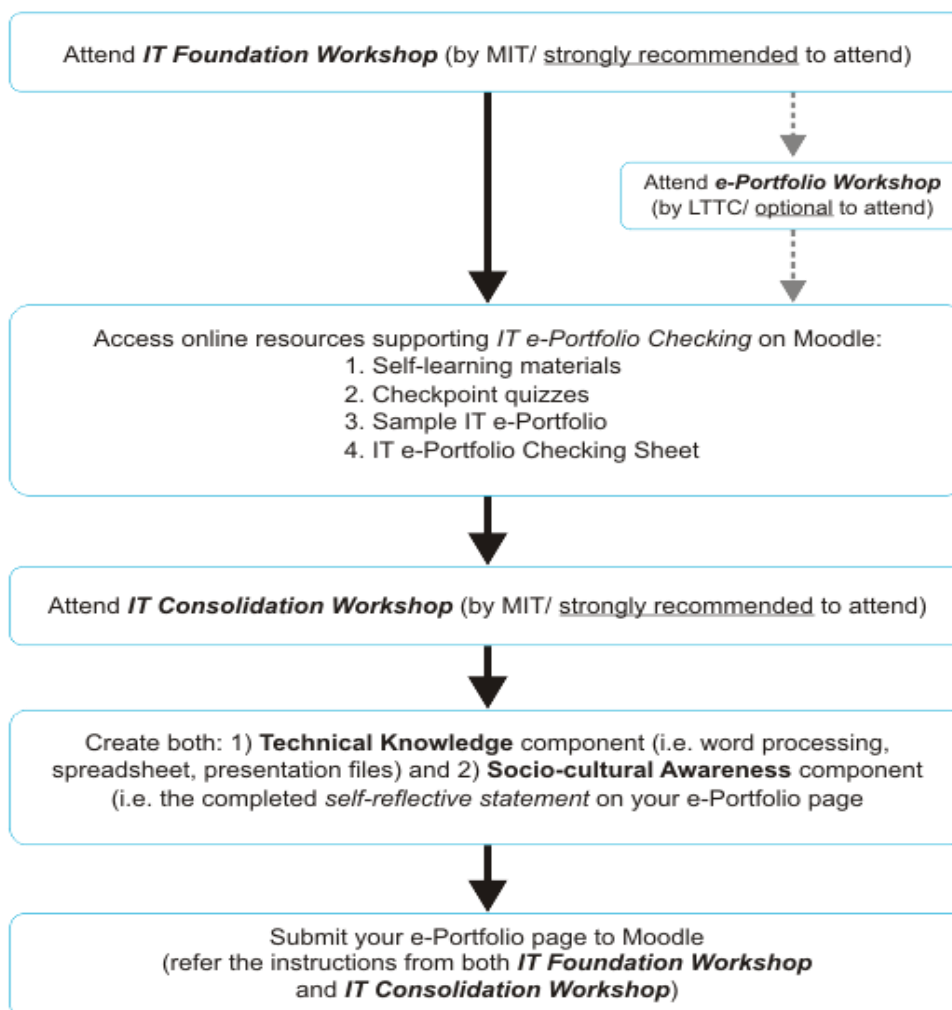 Attend IT Foundation Workshop (by MIT/ strongly recommended to attend)
Attend e-Portfolio Workshop
(by LTTC/ optional to attend)
Access online resources supporting IT e-Portfolio Checking on Moodle:
1. Self-learning materials
2. Checkpoint quizzes
3. Sample IT e-Portfolio
4. IT e-Portfolio Checking Sheet
Attend IT Consolidation Workshop (by MIT/ strongly recommended to attend)
Create both: 1) Technical Knowledge component (i.e. word processing,
spreadsheet, presentation files) and 2) Socio-cultural Awareness component
(i.e. the completed self-reflective statement on your e-Portfolio page
Submit your e-Portfolio page to Moodle
(refer the instructions from both IT Foundation Workshop
and IT Consolidation Workshop)